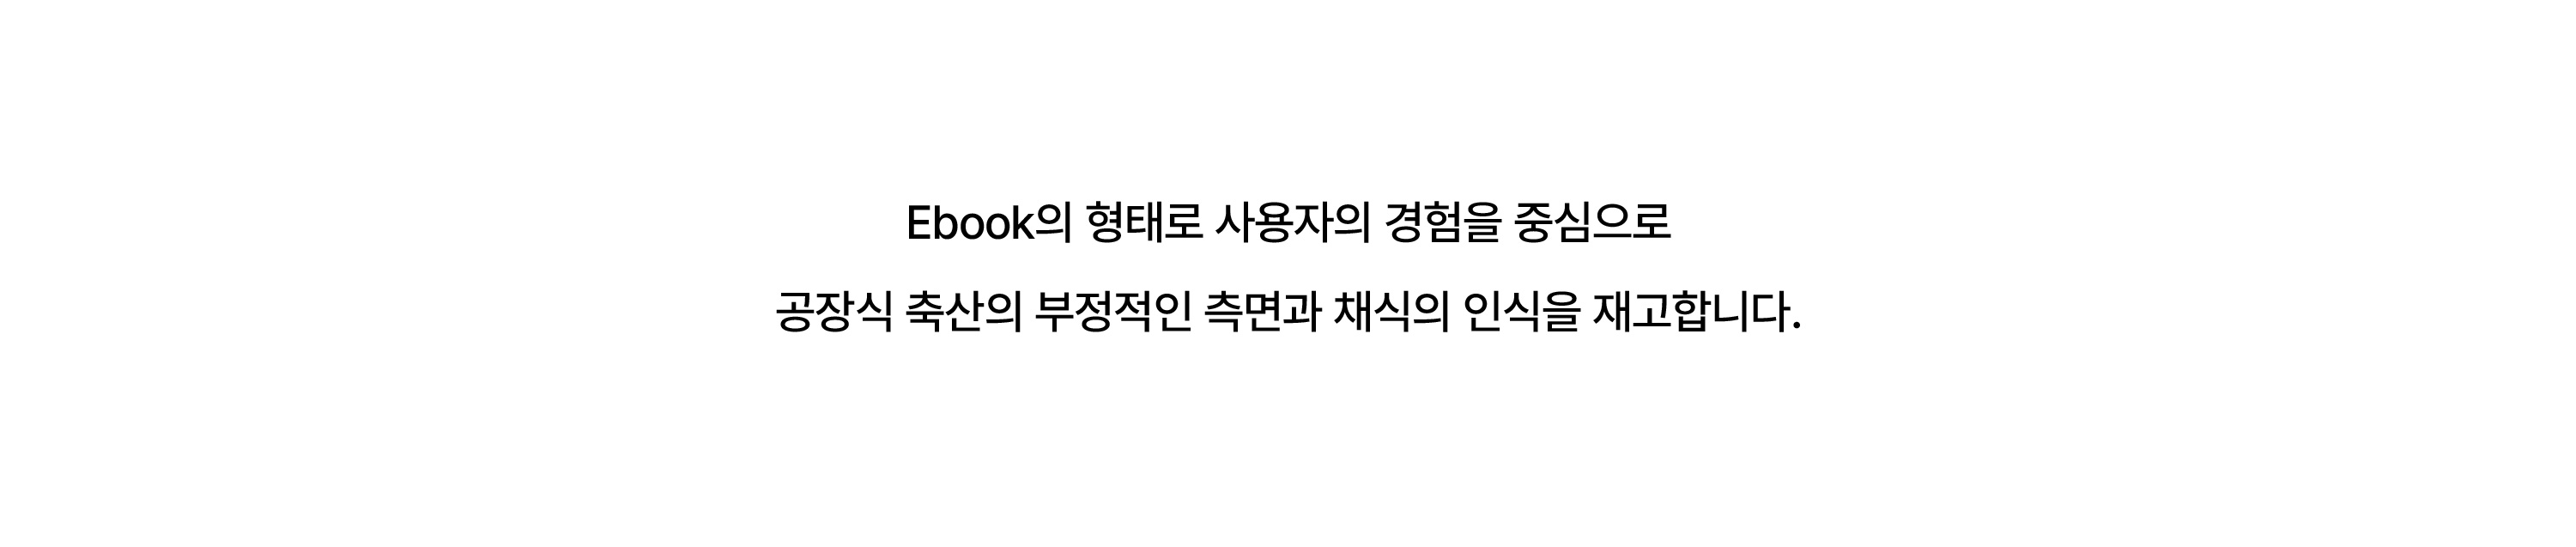 Ebook의 형태로 사용자의 경험을 중심으로
공장식 축산의 부정적인 측면과 채식의 인식을 재고합니다.